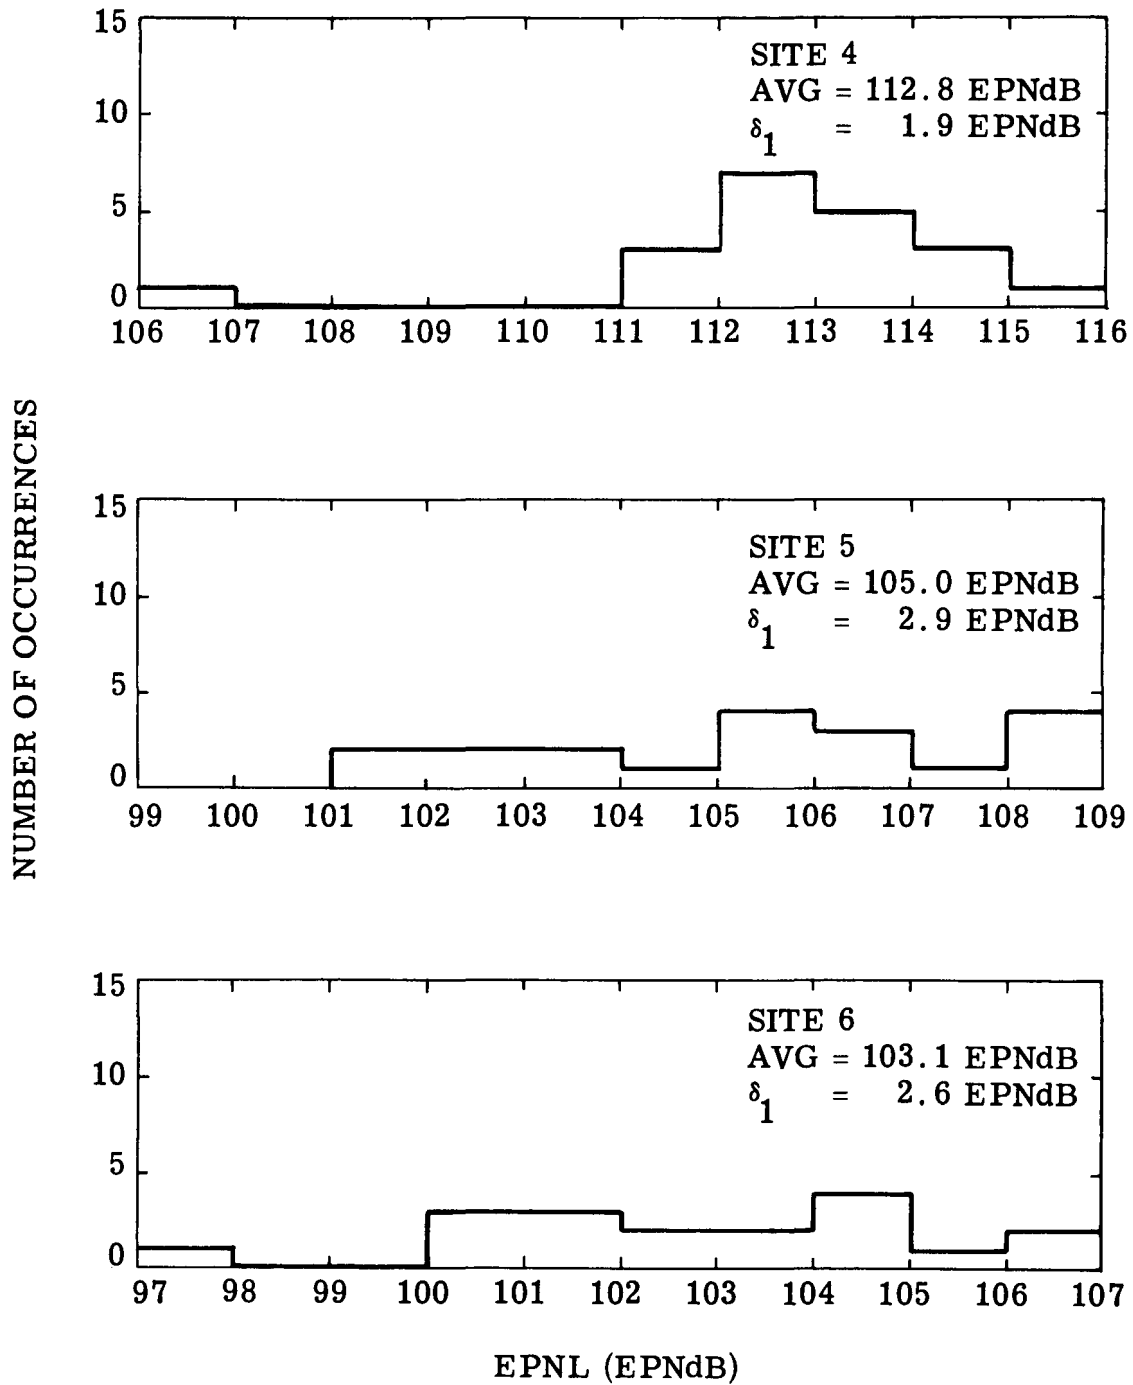 15
10
5
0
SITE 4
AVG = 112.8 EPNdB
δ1 = 1.9 EPNdB
106 107 108 109 110 111 112 113 114 115 116
NUMBER OF OCCURRENCES
15
10
5
0
SITE 5
AVG = 105.0 EPNdB
δ1 = 2.9 EPNdB
99 100 101 102 103 104 105 106 107 108 109
15
10
5
0
SITE 6
AVG = 103.1 EPNdB
δ1 = 2.6 EPNdB
97 98 99 100 101 102 103 104 105 106 107
EPNL (EPNdB)